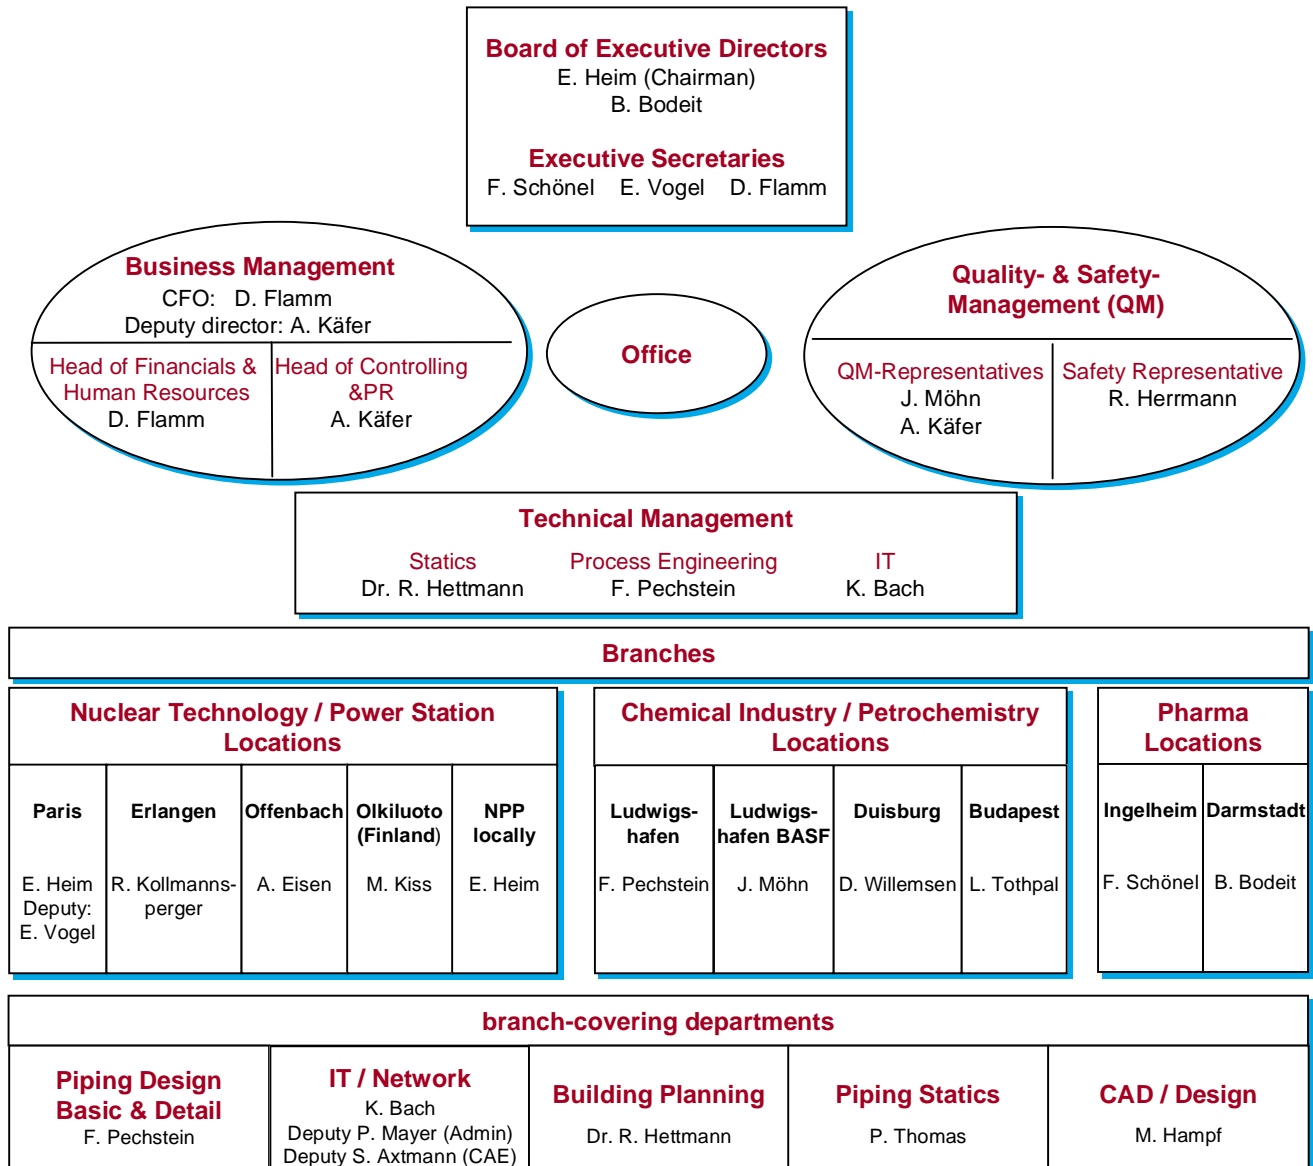 Board of Executive Directors
E. Heim (Chairman)
B. Bodeit
Executive Secretaries
F. Schönel E. Vogel D. Flamm
Business Management
CFO: D. Flamm
Deputy director: A. Käfer
Head of Financials &
Human Resources
D. Flamm
Head of Controlling
&PR
A. Käfer
Office
Quality- & Safety-
Management (QM)
QM-Representatives
J. Möhn
A. Käfer
Safety Representative
R. Herrmann
Technical Management
Statics
Dr. R. Hettmann
Process Engineering
F. Pechstein
IT
K. Bach
Branches
Nuclear Technology / Power Station
Locations
Paris
E. Heim
Deputy:
E. Vogel
Erlangen
R. Kollmanns-
perger
Offenbach
A. Eisen
Olkiluoto
(Finland)
M. Kiss
NPP
locally
E. Heim
Chemical Industry / Petrochemistry
Locations
Ludwigs-
hafen
F. Pechstein
Ludwigs-
hafen BASF
J. Möhn
Duisburg
D. Willemsen
Budapest
L. Tothpal
Pharma
Locations
Ingelheim
F. Schönel
Darmstadt
B. Bodeit
branch-covering departments
Piping Design
Basic & Detail
F. Pechstein
IT / Network
K. Bach
Deputy P. Mayer (Admin)
Deputy S. Axtmann (CAE)
Building Planning
Dr. R. Hettmann
Piping Statics
P. Thomas
CAD / Design
M. Hampf